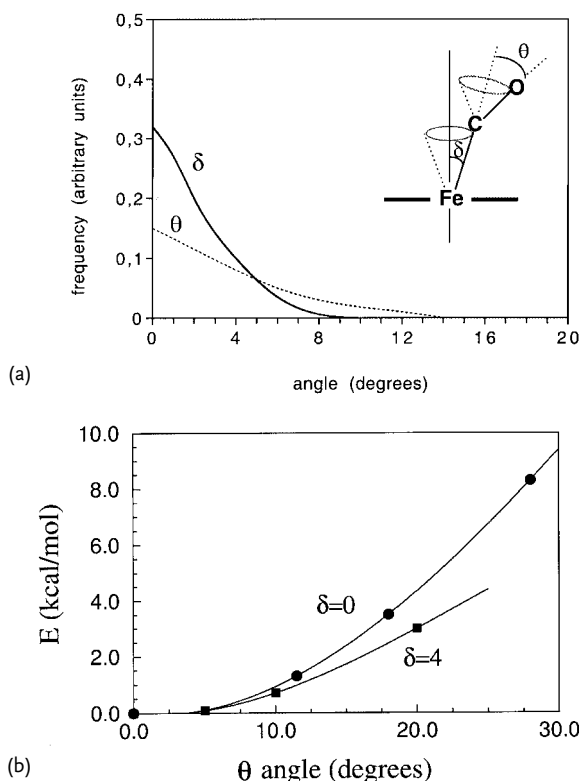 0,5
0,4
0,3
0,2
0,1
0
frequency (arbitrary units)
δ
θ
θ
O
C
δ
Fe
0 4 8 12 16 20
angle (degrees)
(a)
10.0
8.0
6.0
4.0
2.0
0.0
E (kcal/mol)
δ=0
δ=4
0.0 10.0 20.0 30.0
θ angle (degrees)
(b)